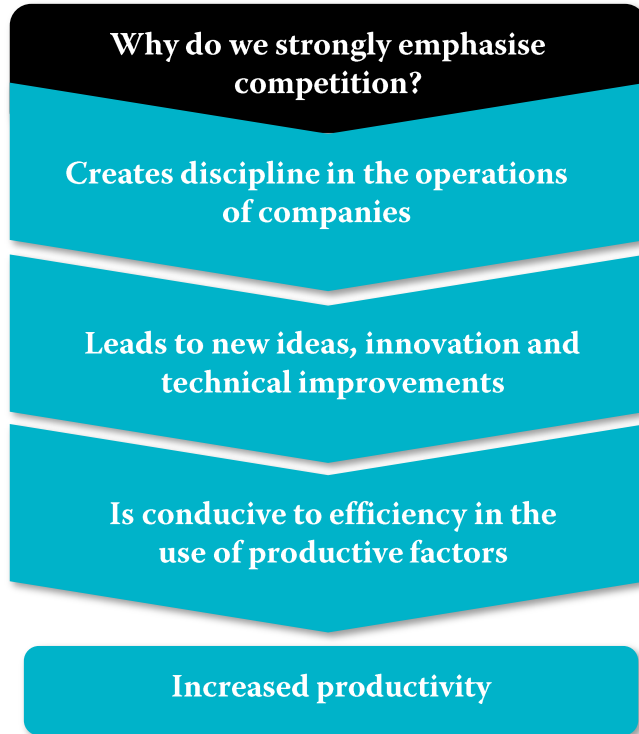 Why do we strongly emphasise
competition?
Creates discipline in the operations
of companies
Leads to new ideas, innovation and
technical improvements
Is conducive to efficiency in the
use of productive factors
Increased productivity